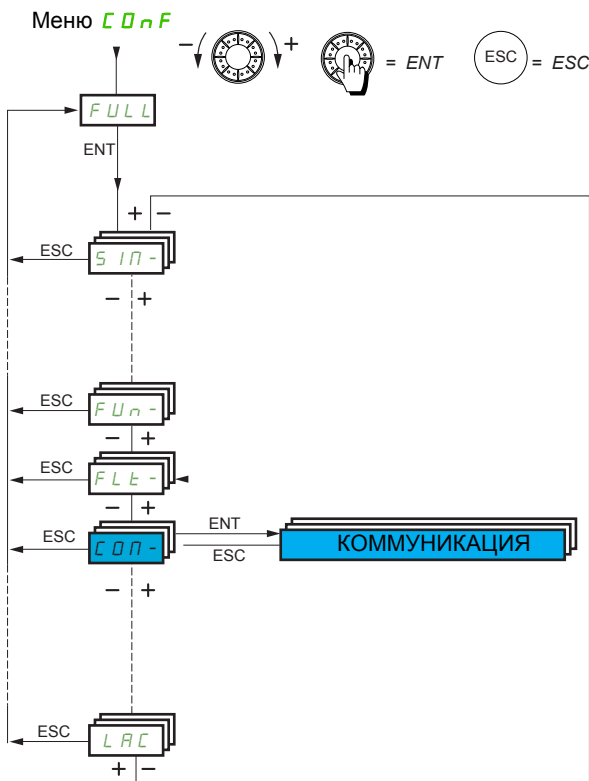 Меню COnF
− + = ENT ESC = ESC
FULL
ENT
+ −
ESC SIM-
− +
ESC FUn-
− +
ESC FLt-
− +
ESC COM- ENT КОММУНИКАЦИЯ
ESC
− +
ESC LAC
+ −